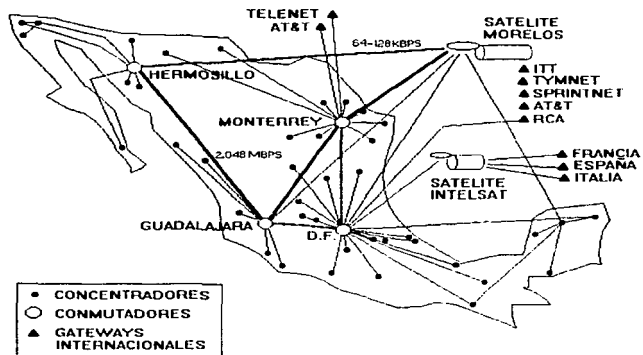 TELENET
AT&T
64-128KBPS
SATELITE
MORELOS
HERMOSILLO
ITT
TYMNET
SPRINTNET
AT&T
RCA
MONTERREY
2.048 MBPS
FRANCIA
ESPAÑA
ITALIA
SATELITE
INTELSAT
GUADALAJARA
D.F.
CONCENTRADORES
CONMUTADORES
GATEWAYS
INTERNACIONALES